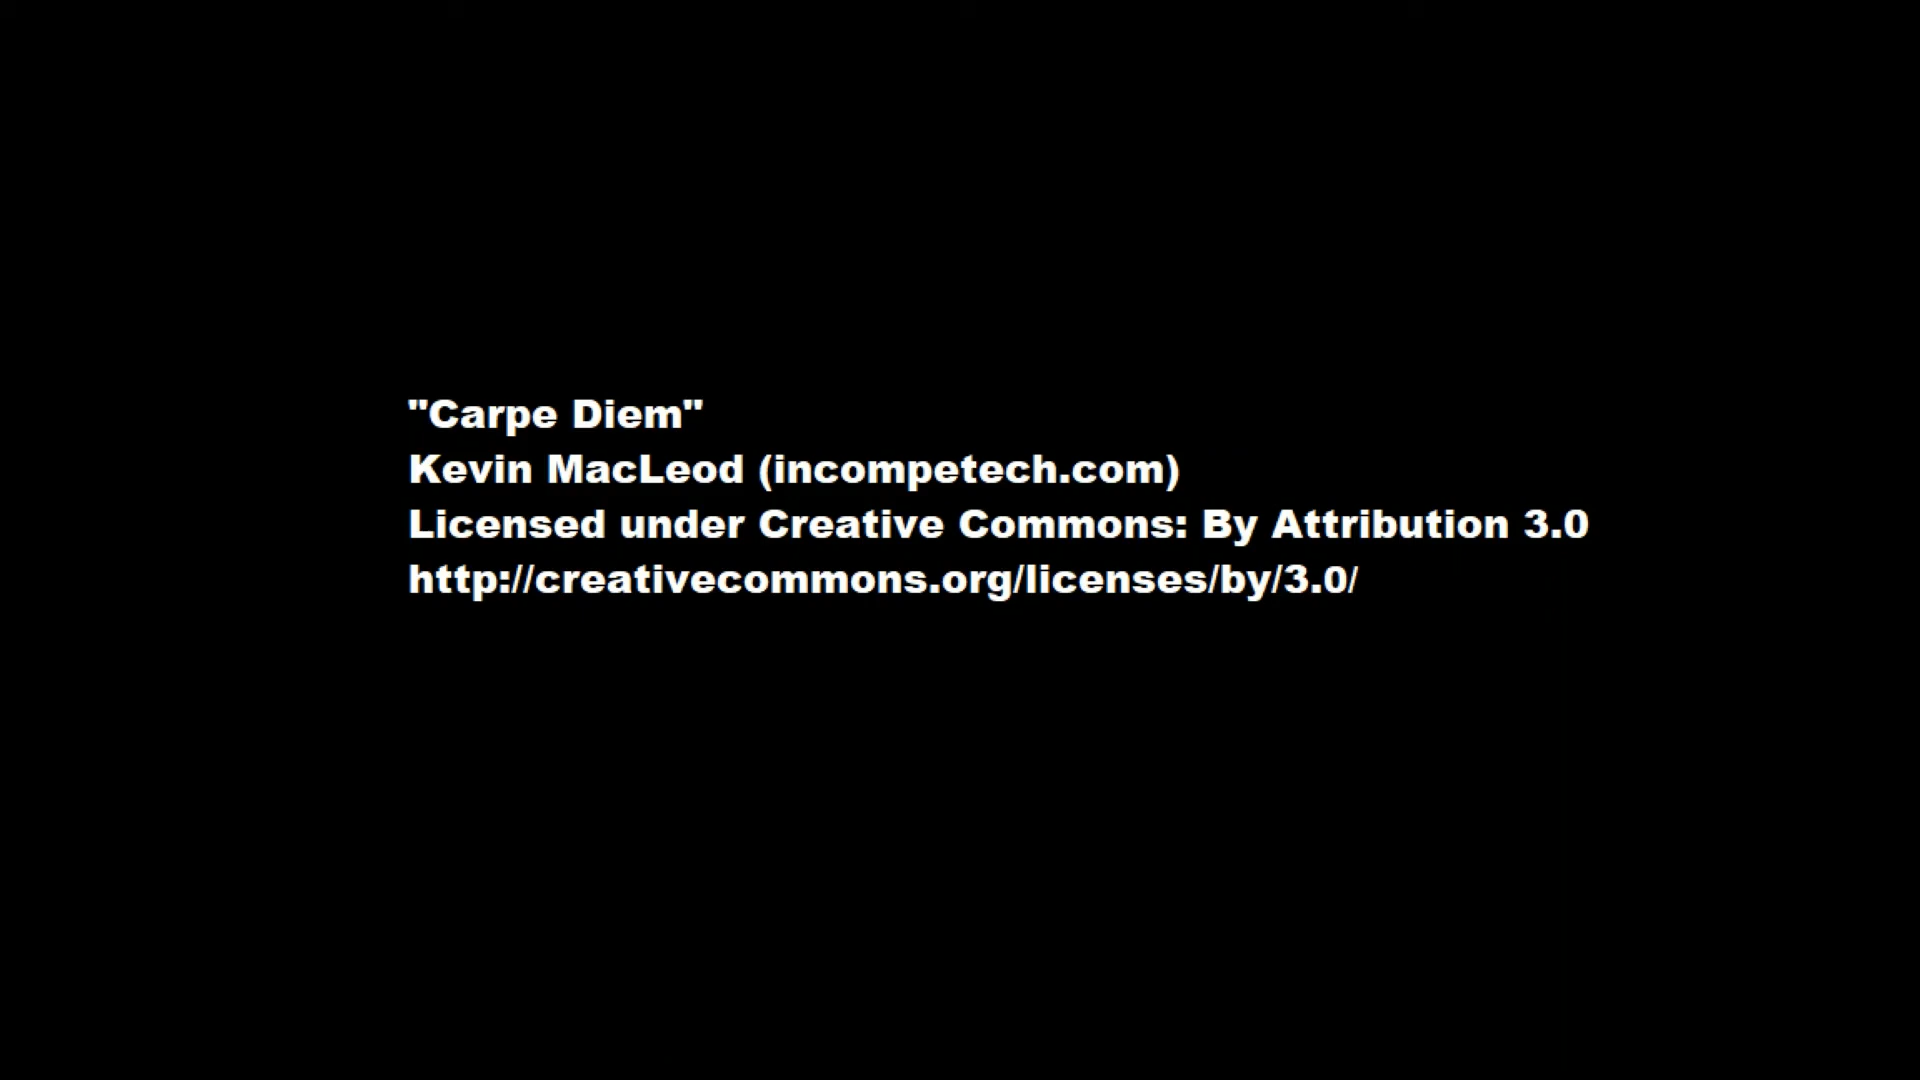 "Carpe Diem"
Kevin MacLeod (incompetech.com)
Licensed under Creative Commons: By Attribution 3.0
http://creativecommons.org/licenses/by/3.0/